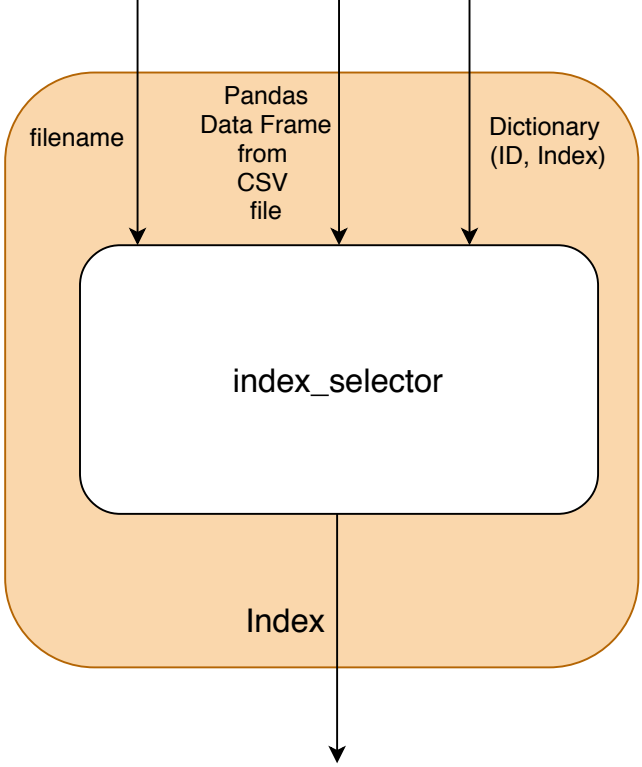 filename
Pandas
Data Frame
from
CSV
file
Dictionary
(ID, Index)
index_selector
Index